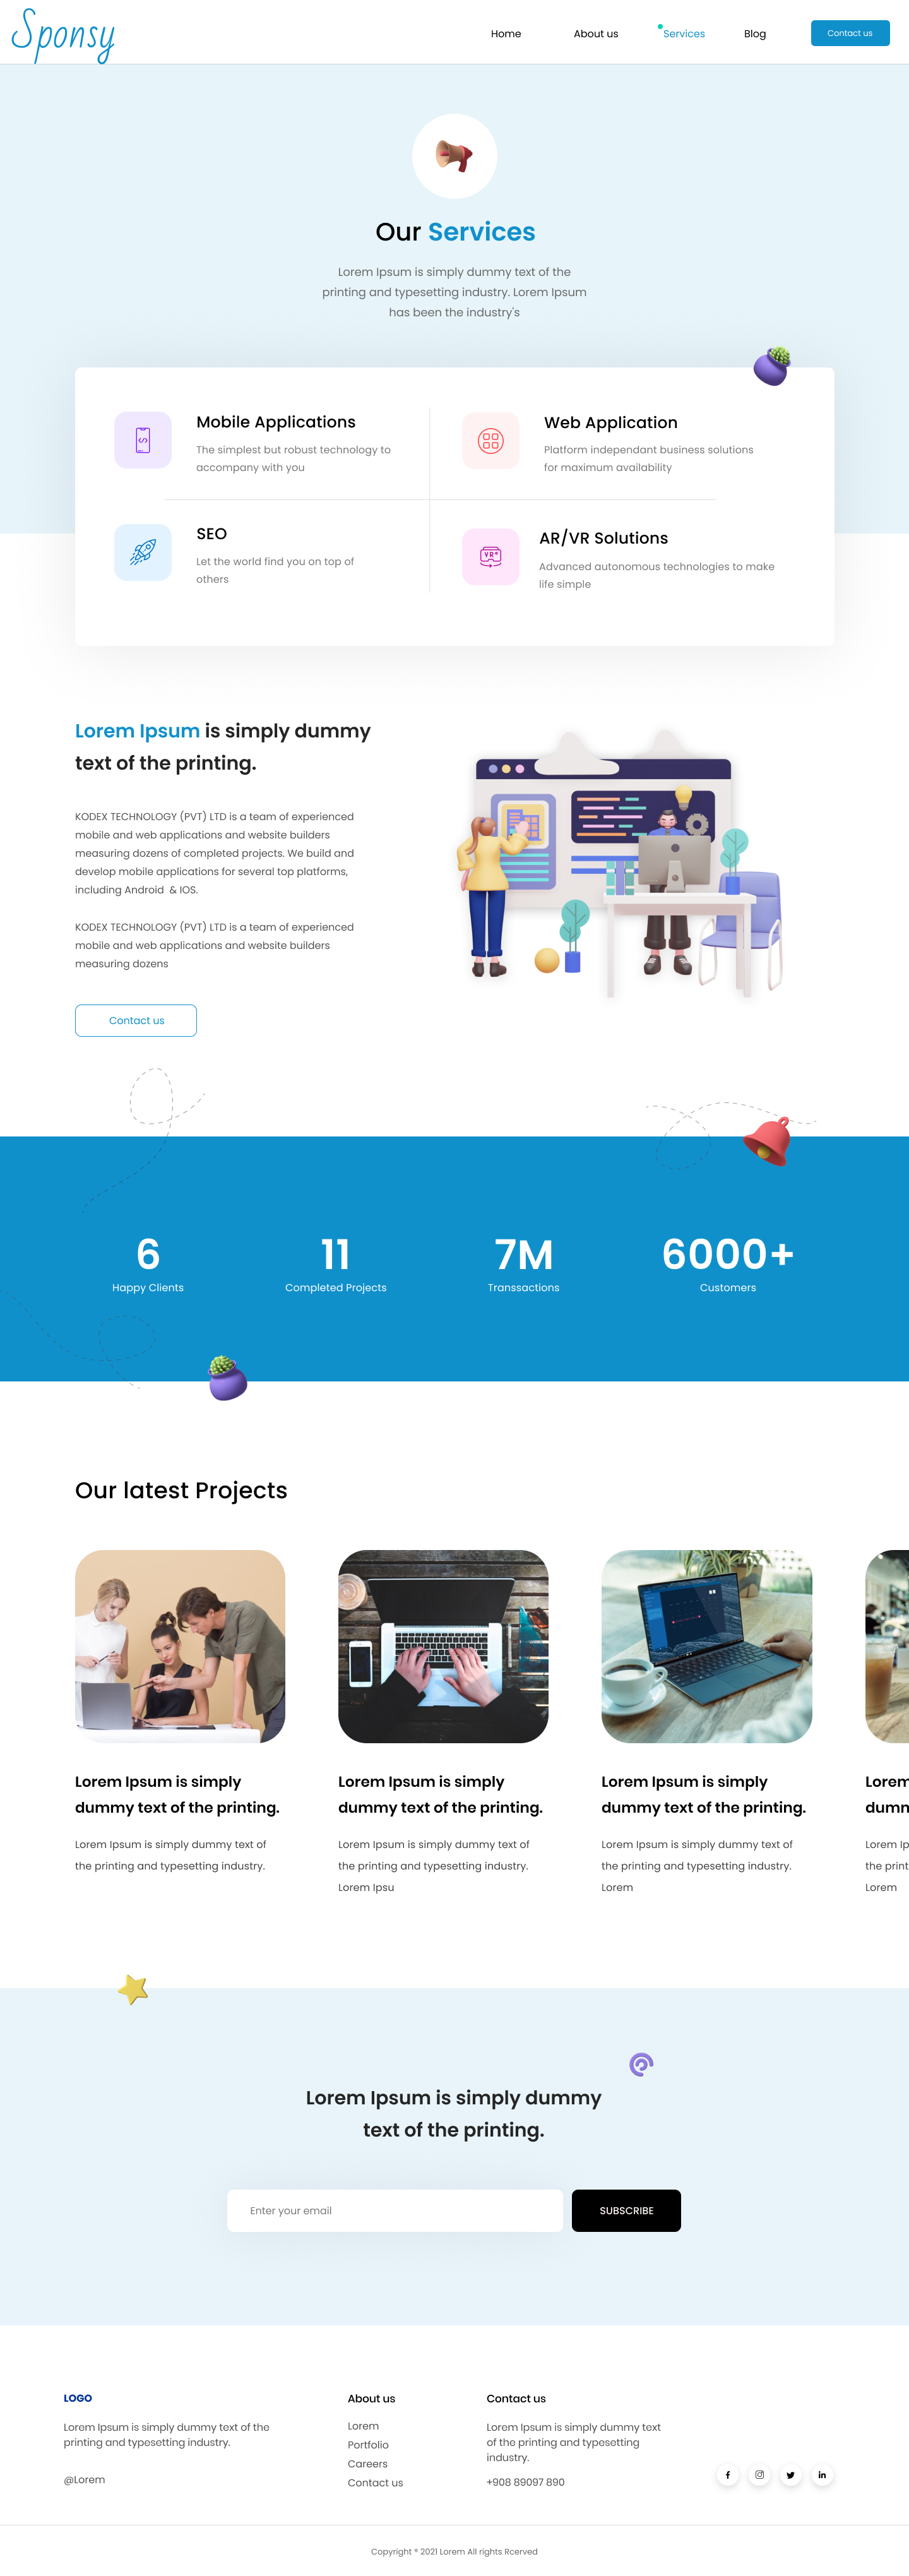 Sponsy
Home
About us
Services
Blog
Contact us
Our Services
Lorem Ipsum is simply dummy text of the
printing and typesetting industry. Lorem Ipsum
has been the industry's
Mobile Applications
The simplest but robust technology to
accompany with you
Web Application
Platform independant business solutions
for maximum availability
SEO
Let the world find you on top of
others
VR
AR/VR Solutions
Advanced autonomous technologies to make
life simple
Lorem Ipsum is simply dummy
text of the printing.
KODEX TECHNOLOGY (PVT) LTD is a team of experienced
mobile and web applications and website builders
measuring dozens of completed projects. We build and
develop mobile applications for several top platforms,
including Android & IOS.
KODEX TECHNOLOGY (PVT) LTD is a team of experienced
mobile and web applications and website builders
measuring dozens
Contact us
6
Happy Clients
11
Completed Projects
7M
Transsactions
6000+
Customers
Our latest Projects
Lorem Ipsum is simply
dummy text of the printing.
Lorem Ipsum is simply dummy text of
the printing and typesetting industry.
Lorem Ipsum is simply
dummy text of the printing.
Lorem Ipsum is simply dummy text of
the printing and typesetting industry.
Lorem Ipsu
Lorem Ipsum is simply
dummy text of the printing.
Lorem Ipsum is simply dummy text of
the printing and typesetting industry.
Lorem
Lorem
dumm
Lorem Ip
the print
Lorem
Lorem Ipsum is simply dummy
text of the printing.
Enter your email
SUBSCRIBE
LOGO
Lorem Ipsum is simply dummy text of the
printing and typesetting industry.
@Lorem
About us
Lorem
Portfolio
Careers
Contact us
Contact us
Lorem Ipsum is simply dummy text
of the printing and typesetting
industry.
+908 89097 890
f
in
Copyright ® 2021 Lorem All rights Rcerved